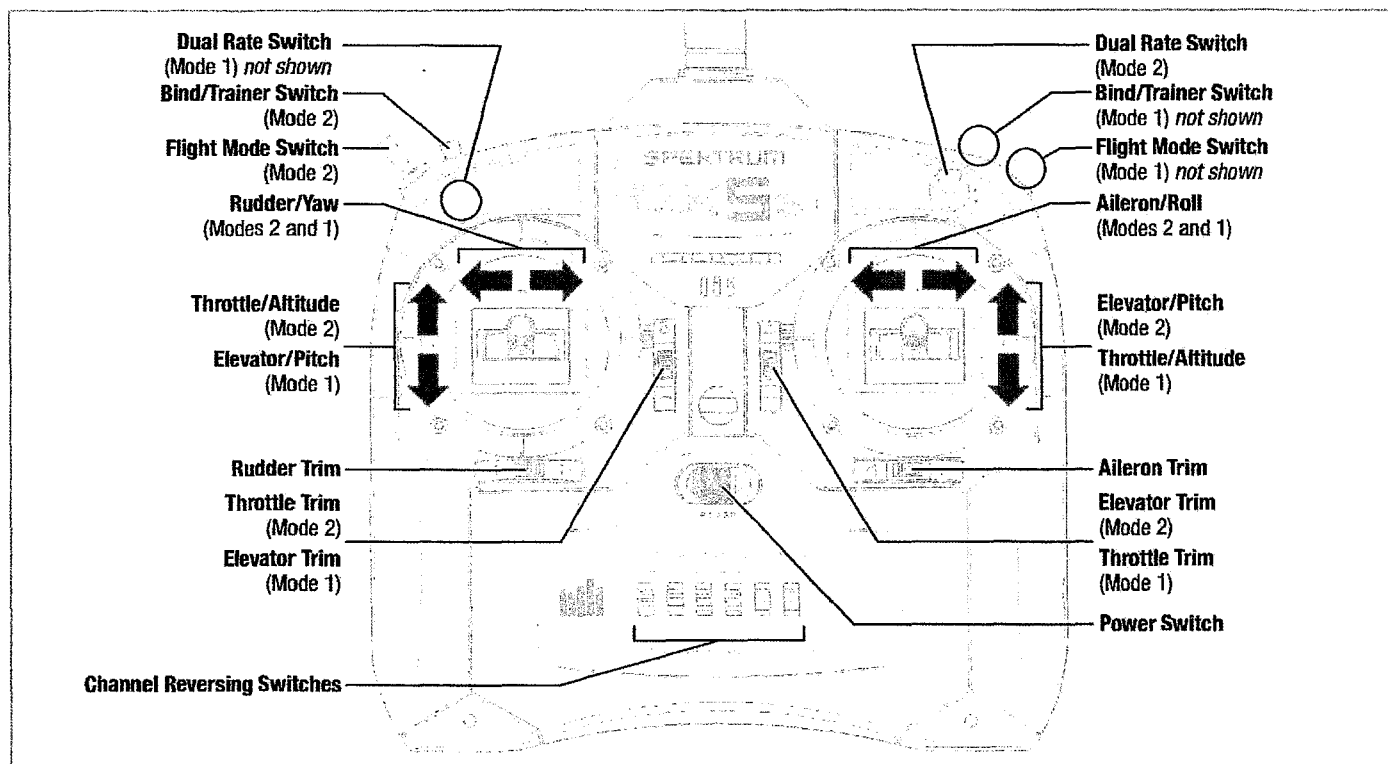 Dual Rate Switch
(Mode 1) not shown
Bind/Trainer Switch
(Mode 2)
Flight Mode Switch
(Mode 2)
Rudder/Yaw
(Modes 2 and 1)
Throttle/Altitude
(Mode 2)
Elevator/Pitch
(Mode 1)
Rudder Trim
Throttle Trim
(Mode 2)
Elevator Trim
(Mode 1)
Channel Reversing Switches
SPEKTRUM
Dual Rate Switch
(Mode 2)
Bind/Trainer Switch
(Mode 1) not shown
Flight Mode Switch
(Mode 1) not shown
Aileron/Roll
(Modes 2 and 1)
Elevator/Pitch
(Mode 2)
Throttle/Altitude
(Mode 1)
Aileron Trim
Elevator Trim
(Mode 2)
Throttle Trim
(Mode 1)
Power Switch